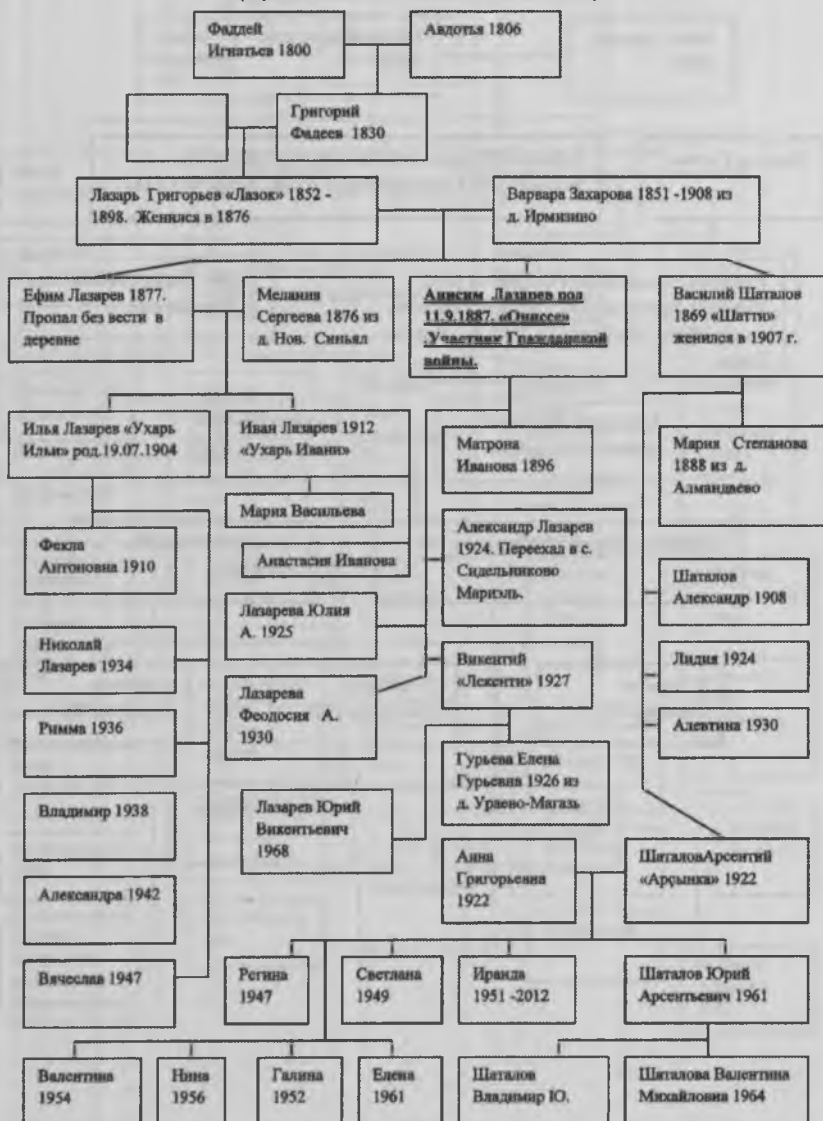 Фаддей
Игнатьев 1800
Авдотья 1806
Григорий
Фадеев 1830
Лазарь Григорьев «Лазок» 1852 -
1898. Женился в 1876
Варвара Захарова 1851 -1908 из
д. Ирмизино
Ефим Лазарев 1877.
Пропал без вести в
деревне
Мелания
Сергеева 1876 из
д. Нов. Синьял
Анисим Лазарев род
11.9.1887. «Ониссе»
.Участник Гражданской
войны.
Василий Шаталов
1869 «Шатти»
женился в 1907 г.
Илья Лазарев «Ухарь
Ильи» род.19.07.1904
Иван Лазарев 1912
«Ухарь Ивани»
Матрона
Иванова 1896
Мария Степанова
1888 из д.
Алмандаево
Мария Васильева
Анастасия Иванова
Фекла
Антоновна 1910
Александр Лазарев
1924. Переехал в с.
Сидельниково
Мариэль.
Шаталов
Александр 1908
Лазарева Юлия
А. 1925
Николай
Лазарев 1934
Викентий
«Лекенти» 1927
Лидия 1924
Лазарева
Феодосия А.
1930
Алевтина 1930
Римма 1936
Гурьева Елена
Гурьевна 1926 из
д. Ураево-Магазь
Владимир 1938
Лазарев Юрий
Викентьевич
1968
Анна
Григорьевна
1922
ШаталовАрсентий
«Арçынка» 1922
Александра 1942
Вячеслав 1947
Регина
1947
Светлана
1949
Иранда
1951 -2012
Шаталов Юрий
Арсентьевич 1961
Валентина
1954
Нина
1956
Галина
1952
Елена
1961
Шаталов
Владимир Ю.
Шаталова Валентина
Михайловна 1964